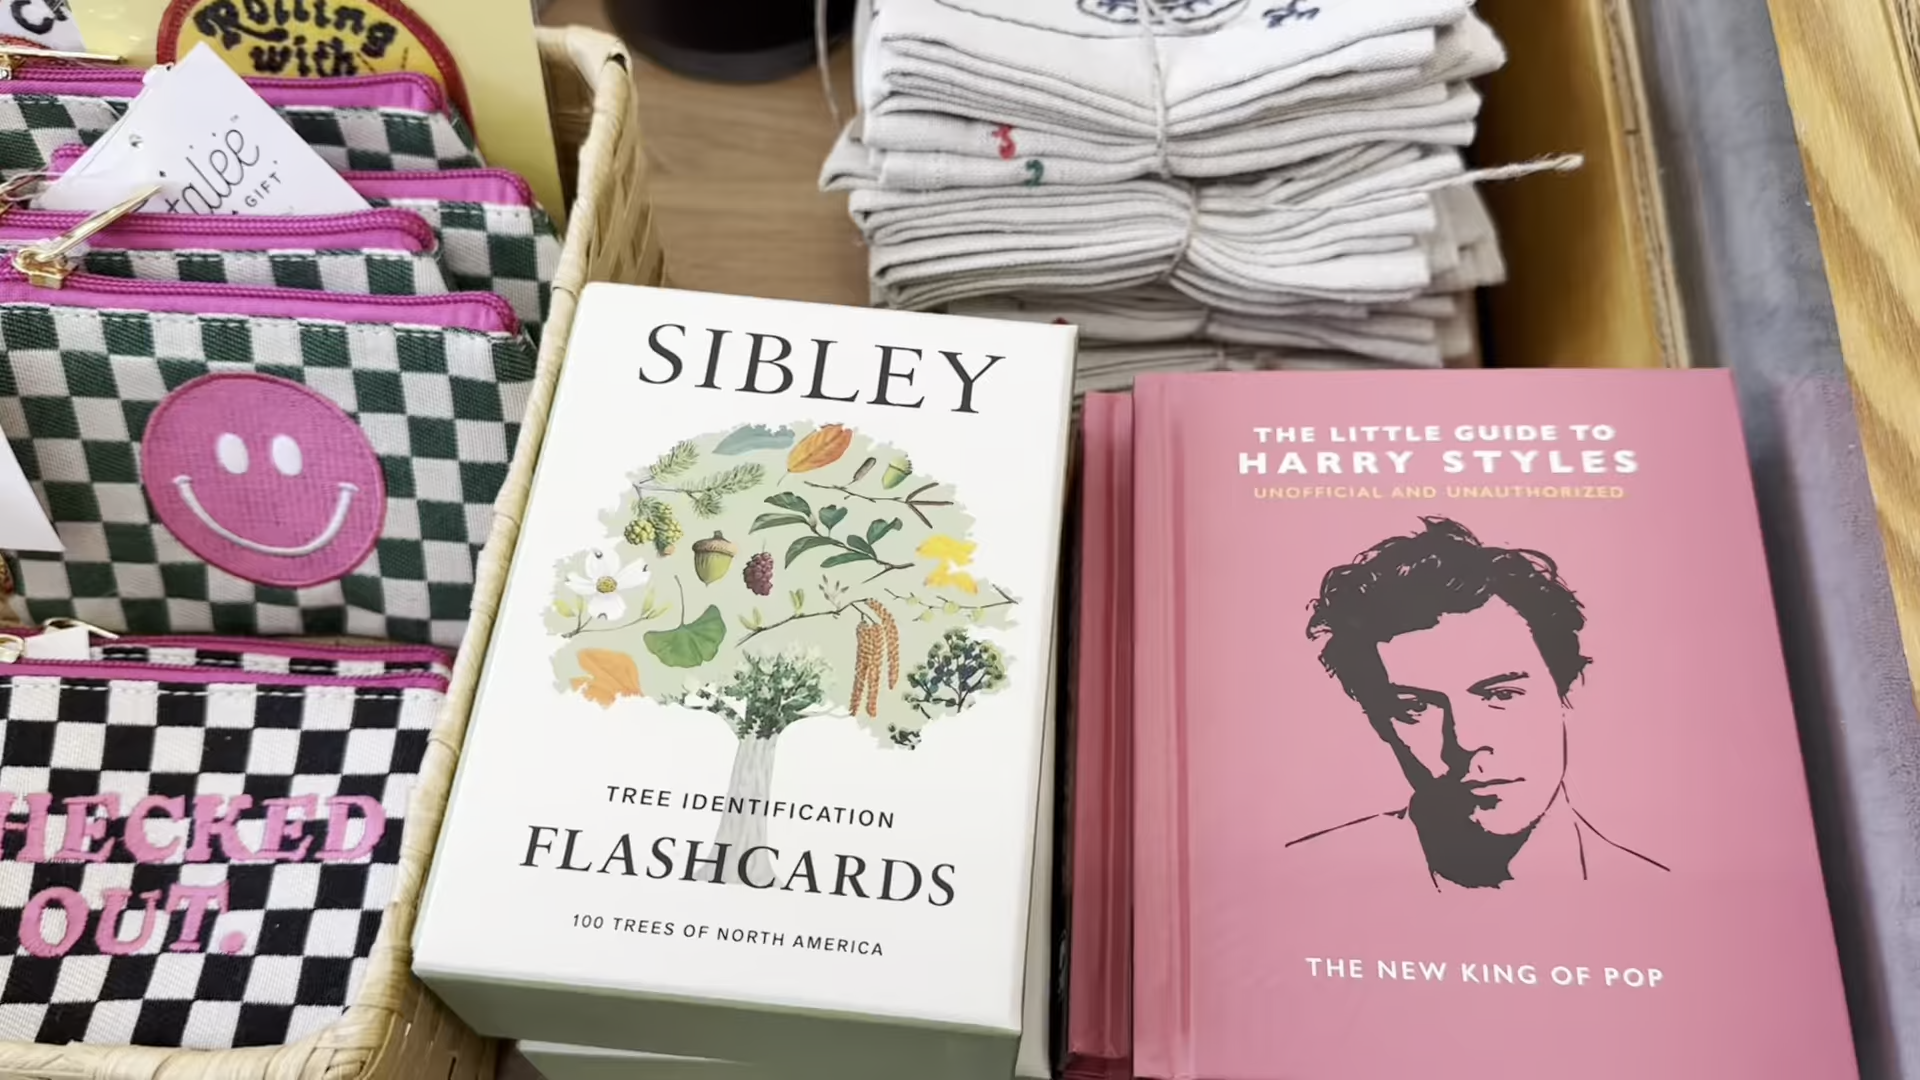 Rolling
with
GIFT
HECKED
OUT.
SIBLEY
TREE IDENTIFICATION
FLASHCARDS
100 TREES OF NORTH AMERICA
THE LITTLE GUIDE TO
HARRY STYLES
UNOFFICIAL AND UNAUTHORIZED
THE NEW KING OF POP